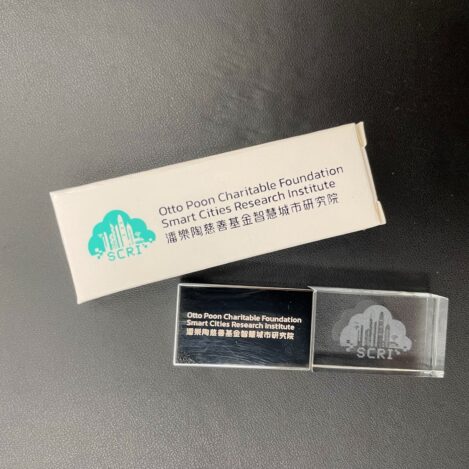 Otto Poon Charitable Foundation
Smart Cities Research Institute
潘樂陶慈善基金智慧城市研究院
SCRI
Otto Poon Charitable Foundation
Smart Cities Research Institute
潘樂陶慈善基金智慧城市研究院
SCRI